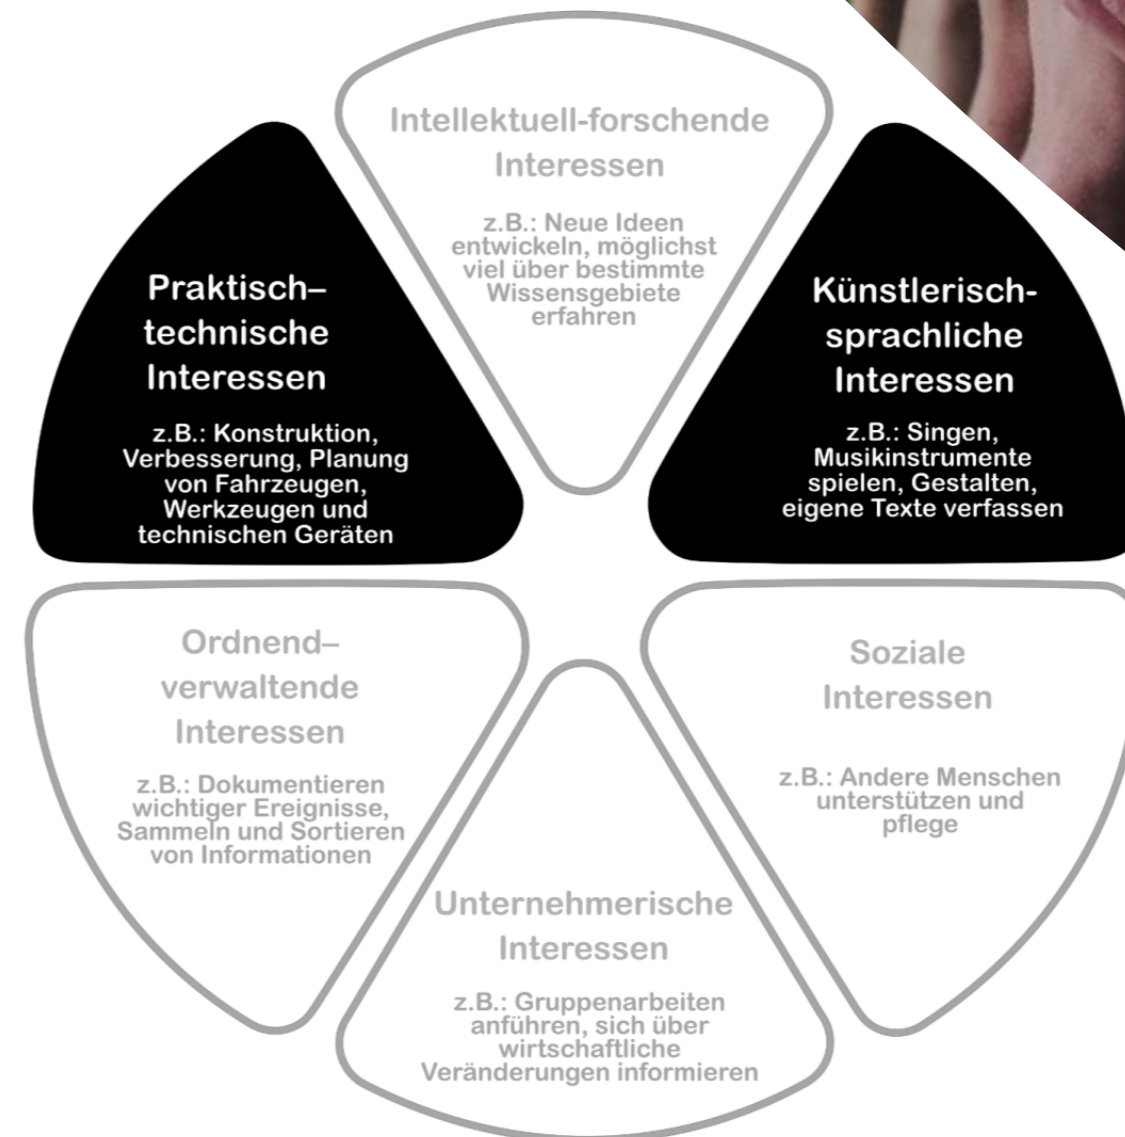 Intellektuell-forschende
Interessen
z.B.: Neue Ideen
entwickeln, möglichst
viel über bestimmte
Wissensgebiete
erfahren
Praktisch–
technische
Interessen
z.B.: Konstruktion,
Verbesserung, Planung
von Fahrzeugen,
Werkzeugen und
technischen Geräten
Künstlerisch-
sprachliche
Interessen
z.B.: Singen,
Musikinstrumente
spielen, Gestalten,
eigene Texte verfassen
Ordnend–
verwaltende
Interessen
z.B.: Dokumentieren
wichtiger Ereignisse,
Sammeln und Sortieren
von Informationen
Soziale
Interessen
z.B.: Andere Menschen
unterstützen und
pflege
Unternehmerische
Interessen
z.B.: Gruppenarbeiten
anführen, sich über
wirtschaftliche
Veränderungen informieren